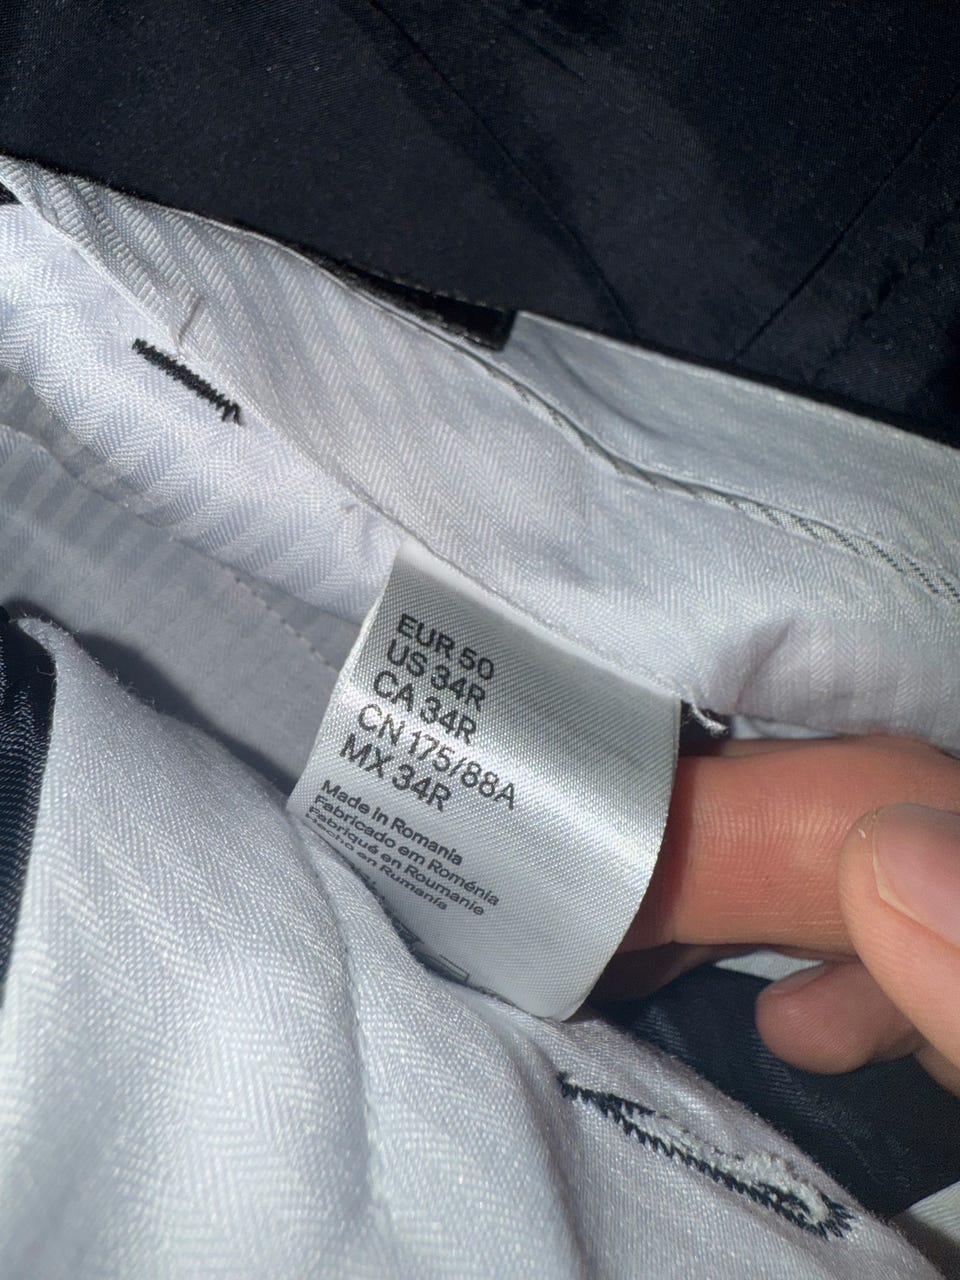 EUR 50
US 34R
CA 34R
CN 175/88A
MX 34R
Made in Romania
Fabricado em Roménia
Fabriqué en Roumanie
Hecho en Rumanía